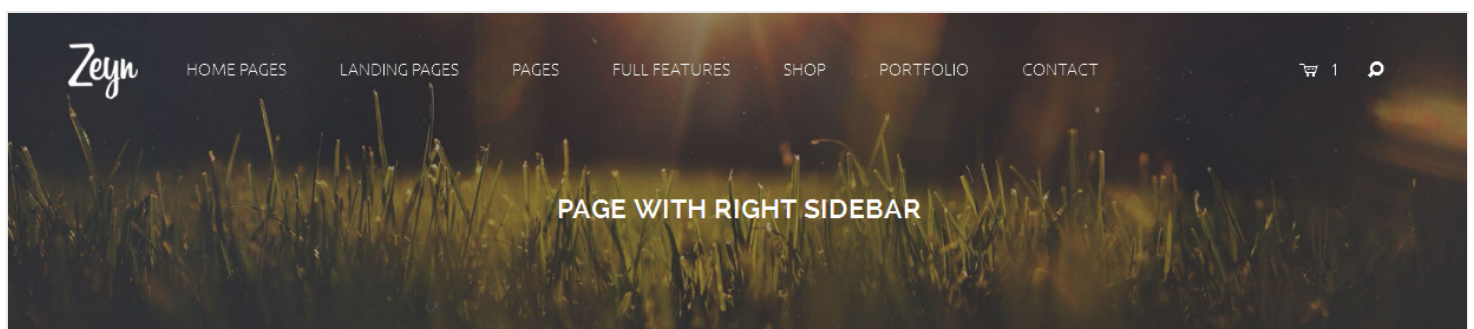 Zeyn HOME PAGES LANDING PAGES PAGES FULL FEATURES SHOP PORTFOLIO CONTACT 1
PAGE WITH RIGHT SIDEBAR